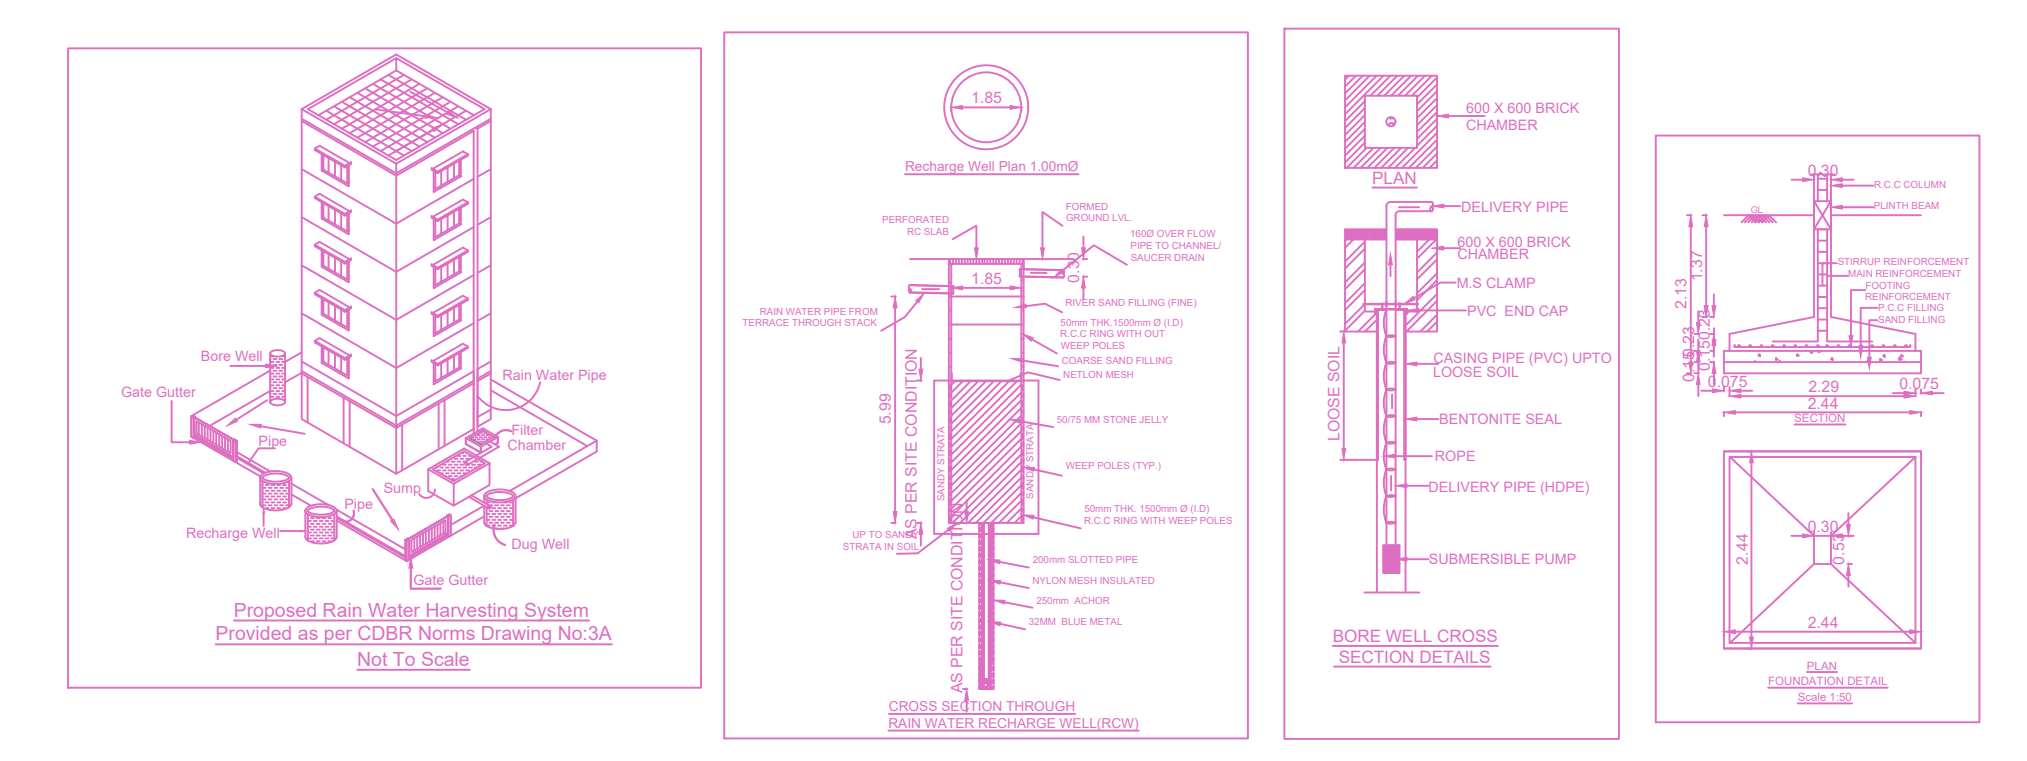 Bore Well
Gate Gutter
Pipe
Rain Water Pipe
Filter
Chamber
Sump
Pipe
Recharge Well
Dug Well
Gate Gutter
Proposed Rain Water Harvesting System
Provided as per CDBR Norms Drawing No:3A
Not To Scale
1.85
Recharge Well Plan 1.00mØ
PERFORATED
RC SLAB
FORMED
GROUND LVL.
160Ø OVER FLOW
PIPE TO CHANNEL/
SAUCER DRAIN
0.30
1.85
RAIN WATER PIPE FROM
TERRACE THROUGH STACK
RIVER SAND FILLING (FINE)
50mm THK.1500mm Ø (I.D)
R.C.C RING WITH OUT
WEEP POLES
COARSE SAND FILLING
NETLON MESH
5.99
AS PER SITE CONDITION
SANDY STRATA
SANDY STRATA
50/75 MM STONE JELLY
WEEP POLES (TYP.)
50mm THK. 1500mm Ø (I.D)
R.C.C RING WITH WEEP POLES
UP TO SANDY
STRATA IN SOIL
AS PER SITE CONDITION
200mm SLOTTED PIPE
NYLON MESH INSULATED
250mm ACHOR
32MM BLUE METAL
CROSS SECTION THROUGH
RAIN WATER RECHARGE WELL(RCW)
600 X 600 BRICK
CHAMBER
PLAN
DELIVERY PIPE
600 X 600 BRICK
CHAMBER
M.S CLAMP
PVC END CAP
LOOSE SOIL
CASING PIPE (PVC) UPTO
LOOSE SOIL
BENTONITE SEAL
ROPE
DELIVERY PIPE (HDPE)
SUBMERSIBLE PUMP
BORE WELL CROSS
SECTION DETAILS
0.30
R.C.C COLUMN
PLINTH BEAM
GL
STIRRUP REINFORCEMENT
MAIN REINFORCEMENT
FOOTING
REINFORCEMENT
P.C.C FILLING
SAND FILLING
2.13
1.37
0.23
0.15
0.23
0.15
0.075
2.29
0.075
2.44
SECTION
2.44
0.30
0.53
2.44
PLAN
FOUNDATION DETAIL
Scale 1:50